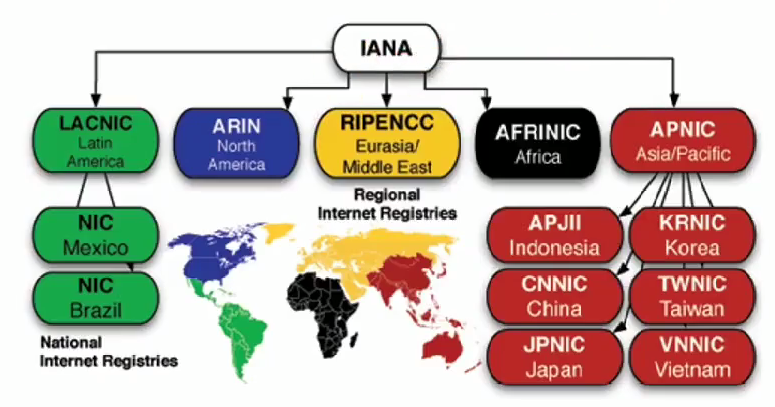 IANA
LACNIC
Latin
America
ARIN
North
America
RIPENCC
Eurasia/
Middle East
AFRINIC
Africa
APNIC
Asia/Pacific
Regional
Internet Registries
NIC
Mexico
NIC
Brazil
National
Internet Registries
APJII
Indonesia
KRNIC
Korea
CNNIC
China
TWNIC
Taiwan
JPNIC
Japan
VNNIC
Vietnam